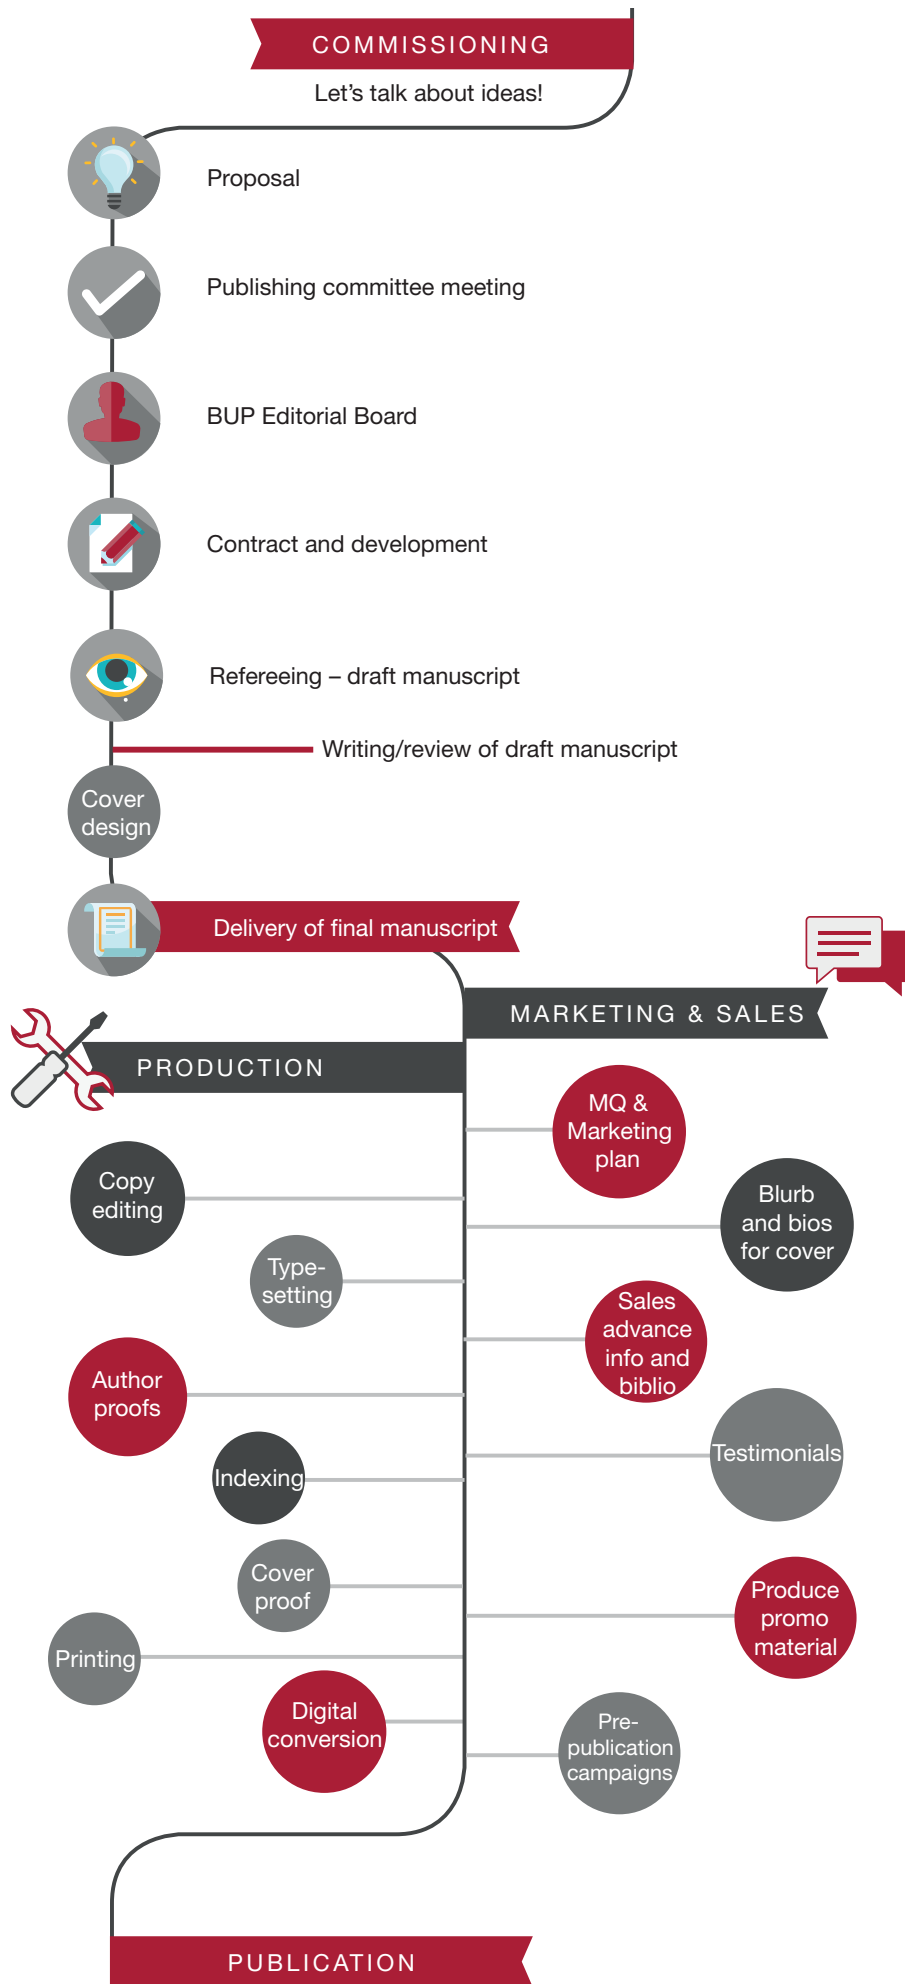 COMMISSIONING
Let’s talk about ideas!
Proposal
Publishing committee meeting
BUP Editorial Board
Contract and development
Refereeing – draft manuscript
Writing/review of draft manuscript
Cover
design
Delivery of final manuscript
MARKETING & SALES
PRODUCTION
MQ &
Marketing
plan
Copy
editing
Blurb
and bios
for cover
Type-
setting
Sales
advance
info and
biblio
Author
proofs
Testimonials
Indexing
Cover
proof
Produce
promo
material
Printing
Digital
conversion
Pre-
publication
campaigns
PUBLICATION